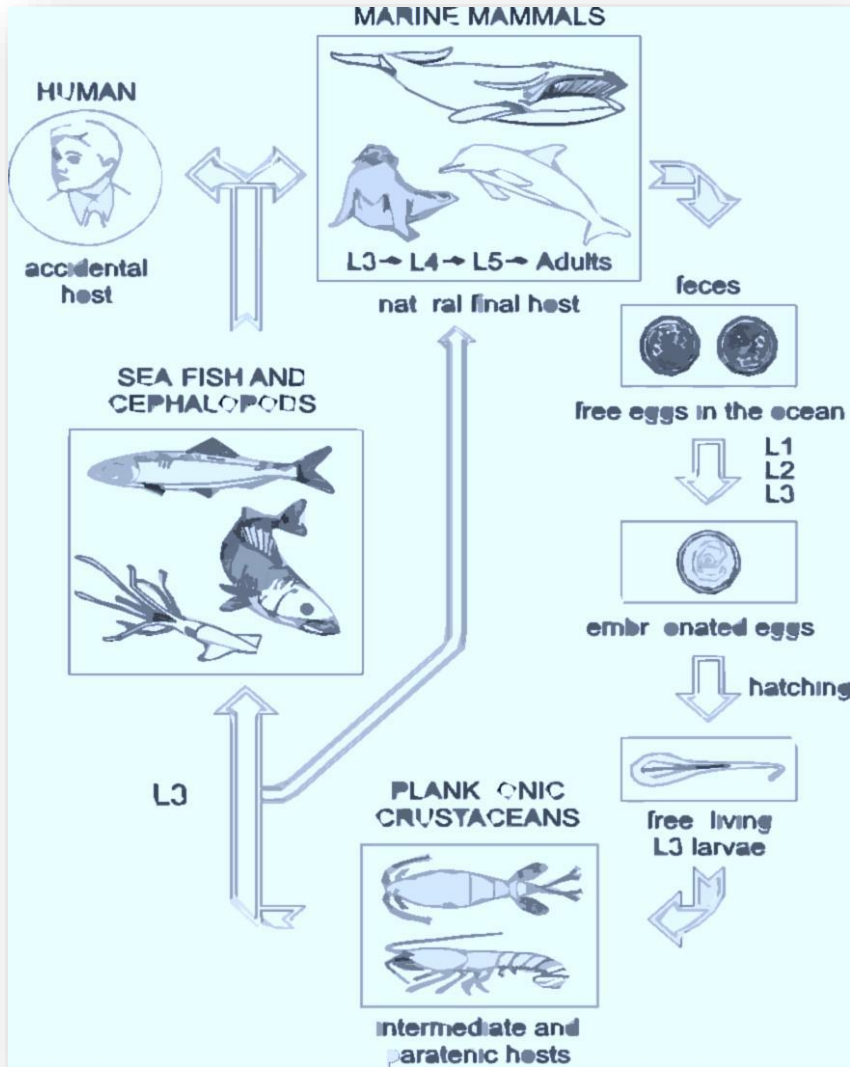 MARINE MAMMALS
HUMAN
accidental
host
L3→ L4→ L5→ Adults
nat ral final host
feces
free eggs in the ocean
L1
L2
L3
embr onated eggs
hatching
free living
L3 larvae
SEA FISH AND
CEPHALOPODS
L3
PLANK ONIC
CRUSTACEANS
intermediate and
paratenic hosts